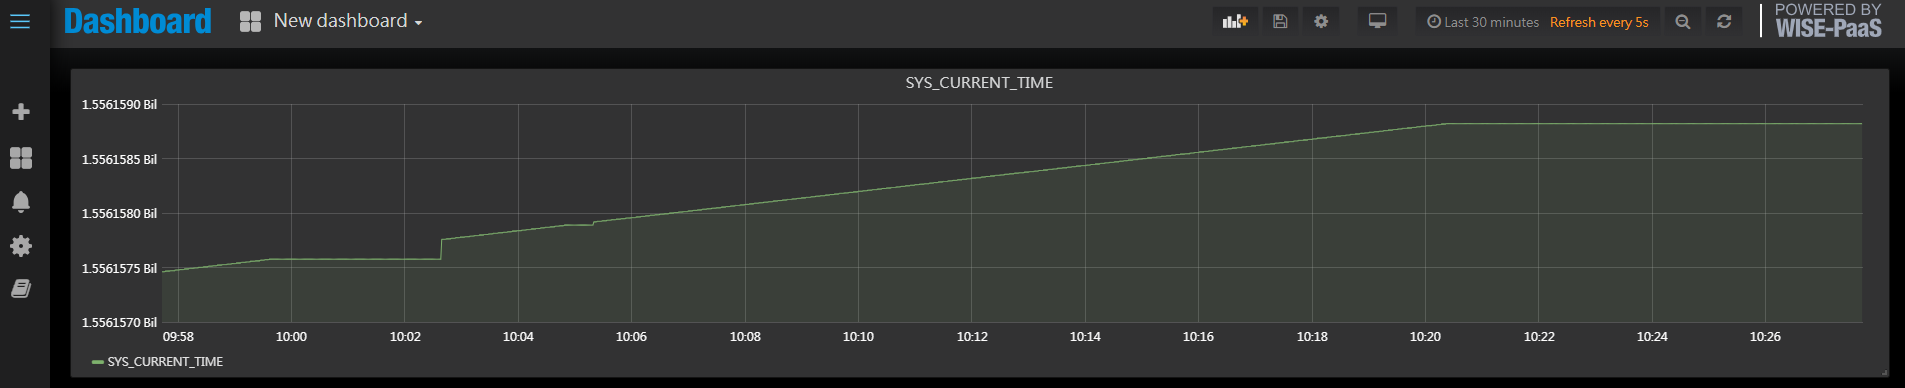 Dashboard New dashboard Last 30 minutes Refresh every 5s POWERED BY
WISE-PaaS
SYS_CURRENT_TIME
1.5561590 Bil
1.5561585 Bil
1.5561580 Bil
1.5561575 Bil
1.5561570 Bil
09:58 10:00 10:02 10:04 10:06 10:08 10:10 10:12 10:14 10:16 10:18 10:20 10:22 10:24 10:26
SYS_CURRENT_TIME